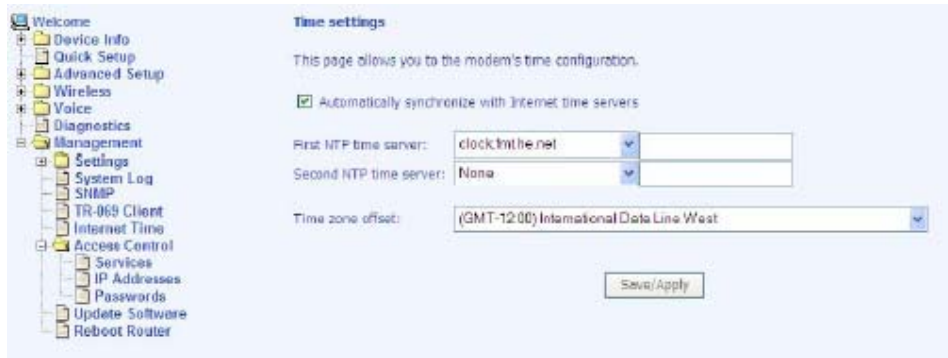 Welcome
Device Info
Quick Setup
Advanced Setup
Wireless
Voice
Diagnostics
Management
Settings
System Log
SNMP
TR-069 Client
Internet Time
Access Control
Services
IP Addresses
Passwords
Update Software
Reboot Router
Time settings
This page allows you to the modem's time configuration.
Automatically synchronize with Internet time servers
First NTP time server: clock.fmt.he.net
Second NTP time server: None
Time zone offset: (GMT-12:00) International Date Line West
Save/Apply